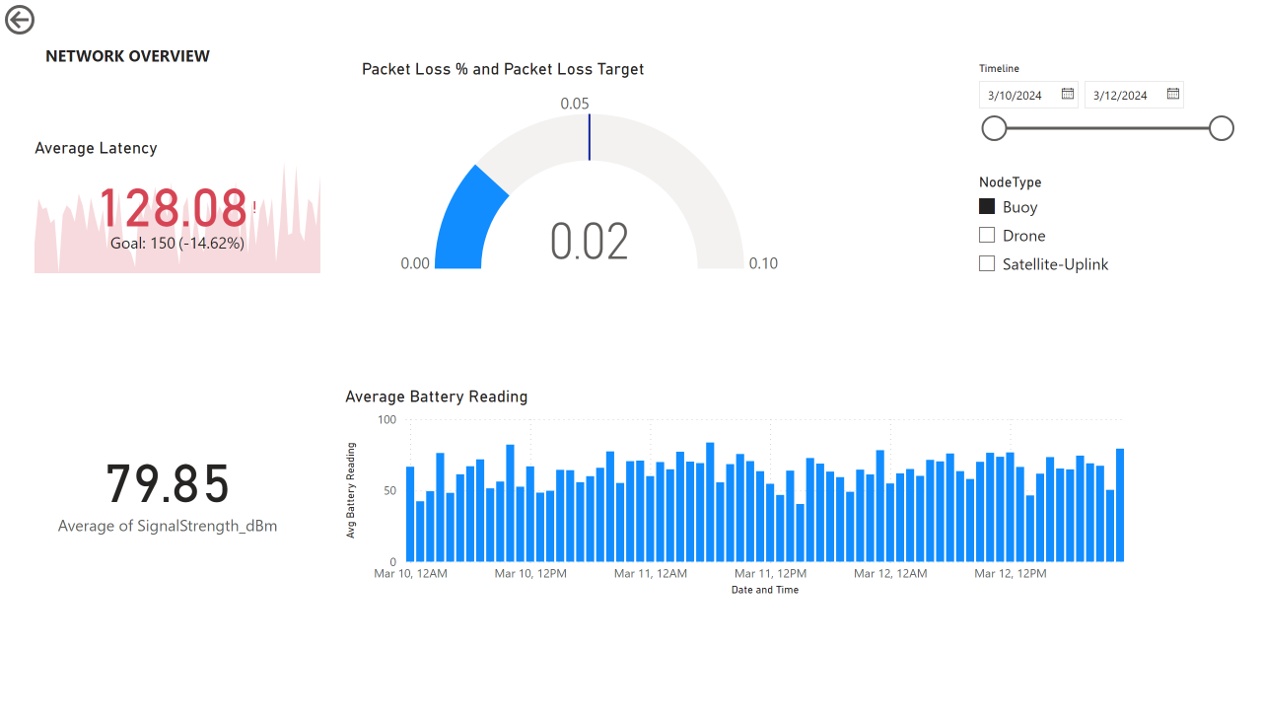 NETWORK OVERVIEW
Average Latency
128.08!
Goal: 150 (-14.62%)
Packet Loss % and Packet Loss Target
0.05
0.00
0.02
0.10
Timeline
3/10/2024
3/12/2024
NodeType
Buoy
Drone
Satellite-Uplink
79.85
Average of SignalStrength_dBm
Average Battery Reading
Avg Battery Reading
100
50
0
Mar 10, 12AM
Mar 10, 12PM
Mar 11, 12AM
Mar 11, 12PM
Mar 12, 12AM
Mar 12, 12PM
Date and Time